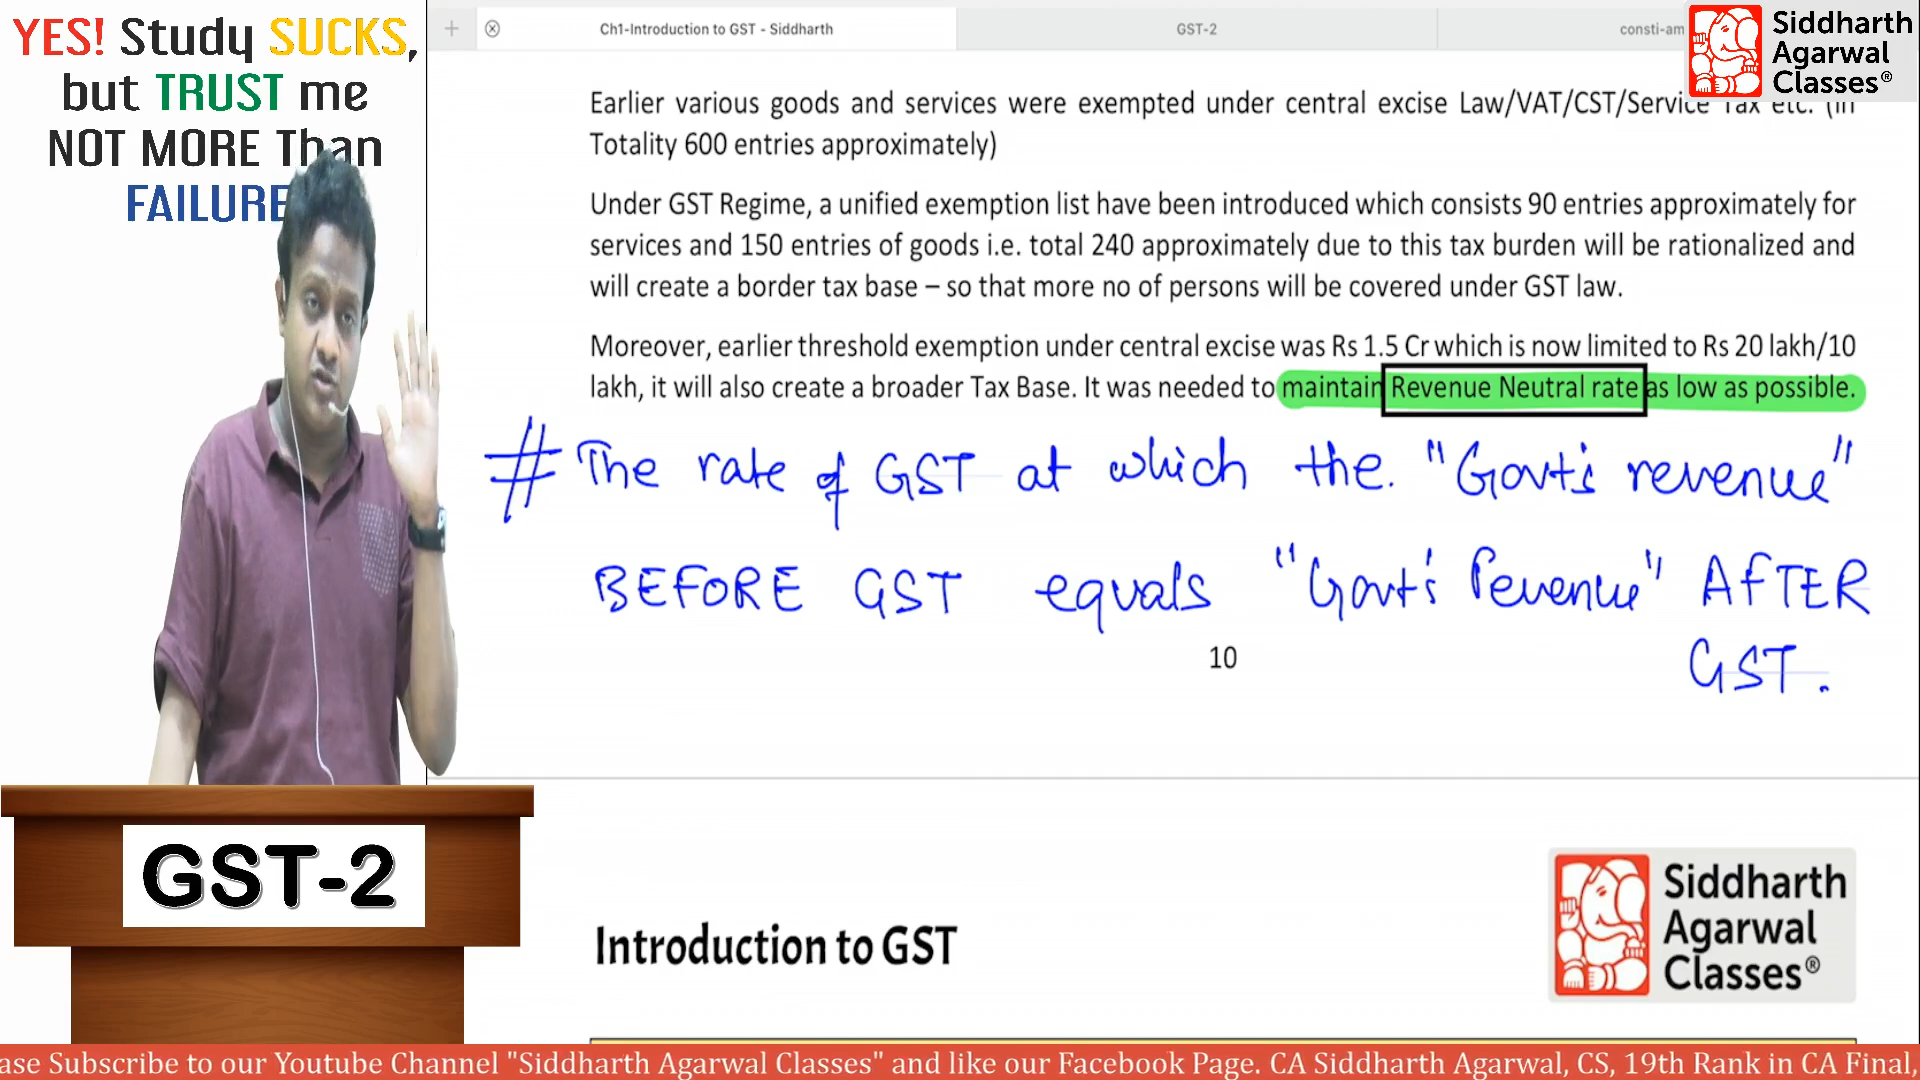 YES! Study SUCKS,
but TRUST me
NOT MORE Than
FAILURE
Ch1-Introduction to GST - Siddharth
GST-2
consti-am
Siddharth
Agarwal
Classes®
Earlier various goods and services were exempted under central excise Law/VAT/CST/Service Tax etc. (In
Totality 600 entries approximately)
Under GST Regime, a unified exemption list have been introduced which consists 90 entries approximately for
services and 150 entries of goods i.e. total 240 approximately due to this tax burden will be rationalized and
will create a border tax base – so that more no of persons will be covered under GST law.
Moreover, earlier threshold exemption under central excise was Rs 1.5 Cr which is now limited to Rs 20 lakh/10
lakh, it will also create a broader Tax Base. It was needed to maintain Revenue Neutral rate as low as possible.
# The rate of GST at which the. "Govt's revenue"
BEFORE GST equals "Govt's Revenue" AFTER
GST.
10
GST-2
Introduction to GST
Siddharth
Agarwal
Classes®
ase Subscribe to our Youtube Channel "Siddharth Agarwal Classes" and like our Facebook Page. CA Siddharth Agarwal, CS, 19th Rank in CA Final,